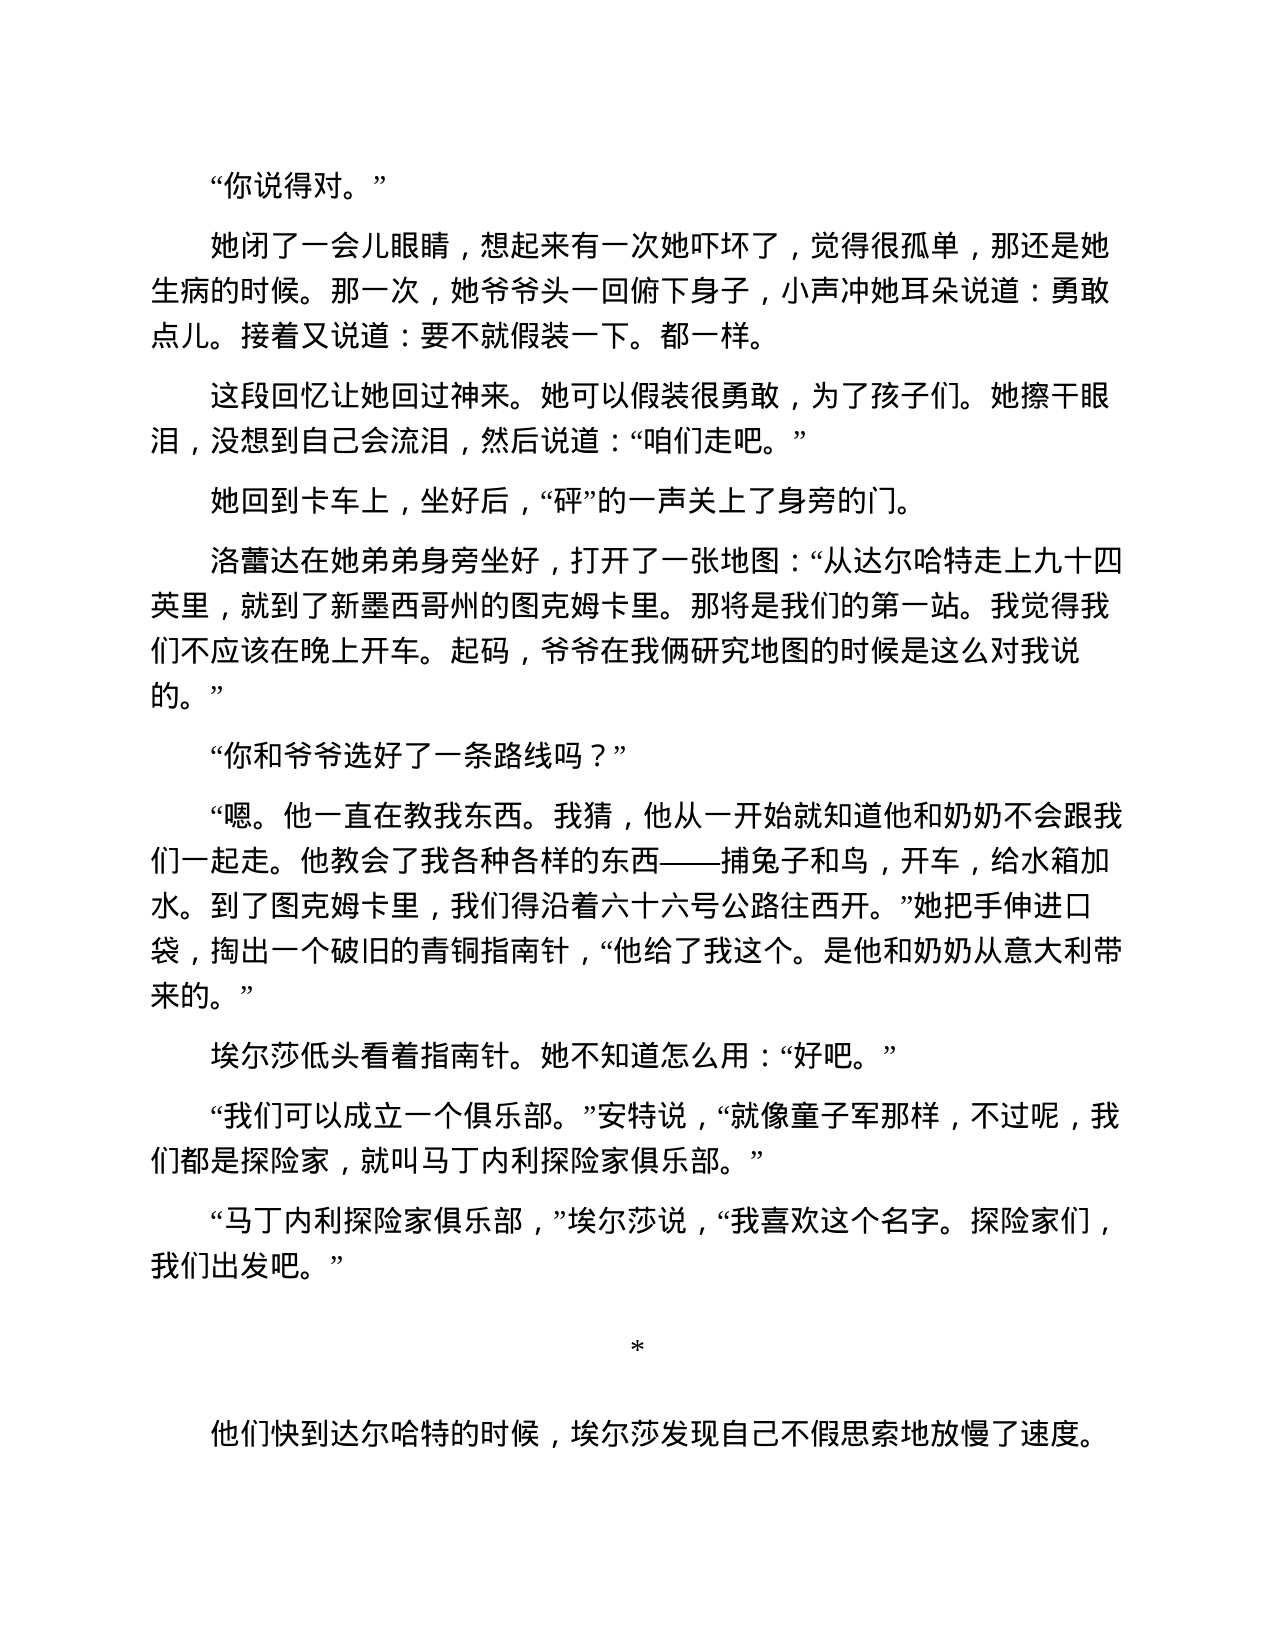 “你说得对。”
她闭了一会儿眼睛，想起来有一次她吓坏了，觉得很孤单，那还是她
生病的时候。那一次，她爷爷头一回俯下身子，小声冲她耳朵说道：勇敢
点儿。接着又说道：要不就假装一下。都一样。
这段回忆让她回过神来。她可以假装很勇敢，为了孩子们。她擦干眼
泪，没想到自己会流泪，然后说道：“咱们走吧。”
她回到卡车上，坐好后，“砰”的一声关上了身旁的门。
洛蕾达在她弟弟身旁坐好，打开了一张地图：“从达尔哈特走上九十四
英里，就到了新墨西哥州的图克姆卡里。那将是我们的第一站。我觉得我
们不应该在晚上开车。起码，爷爷在我俩研究地图的时候是这么对我说
的。”
“你和爷爷选好了一条路线吗？”
“嗯。他一直在教我东西。我猜，他从一开始就知道他和奶奶不会跟我
们一起走。他教会了我各种各样的东西——捕兔子和鸟，开车，给水箱加
水。到了图克姆卡里，我们得沿着六十六号公路往西开。”她把手伸进口
袋，掏出一个破旧的青铜指南针，“他给了我这个。是他和奶奶从意大利带
来的。”
埃尔莎低头看着指南针。她不知道怎么用：“好吧。”
“我们可以成立一个俱乐部。”安特说，“就像童子军那样，不过呢，我
们都是探险家，就叫马丁内利探险家俱乐部。”
“马丁内利探险家俱乐部，”埃尔莎说，“我喜欢这个名字。探险家们，
我们出发吧。”
*
他们快到达尔哈特的时候，埃尔莎发现自己不假思索地放慢了速度。